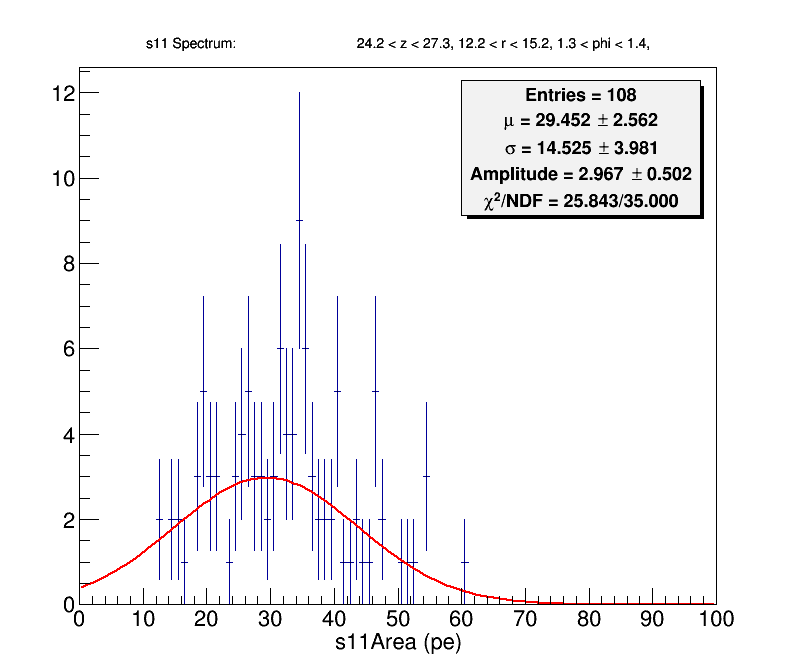 s11 Spectrum: 24.2 < z < 27.3, 12.2 < r < 15.2, 1.3 < phi < 1.4,
Entries = 108
μ = 29.452 ± 2.562
σ = 14.525 ± 3.981
Amplitude = 2.967 ± 0.502
χ²/NDF = 25.843/35.000
12
10
8
6
4
2
0
0 10 20 30 40 50 60 70 80 90 100
s11Area (pe)